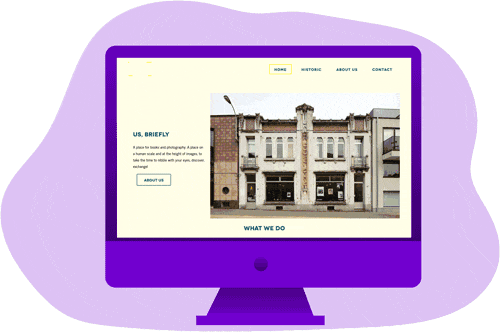 HOME
HISTORIC
ABOUT US
CONTACT
US, BRIEFLY
A place for books and photography. A place on
a human scale and at the height of images, to
take the time to nibble with your eyes, discover,
exchange!
ABOUT US
WHAT WE DO